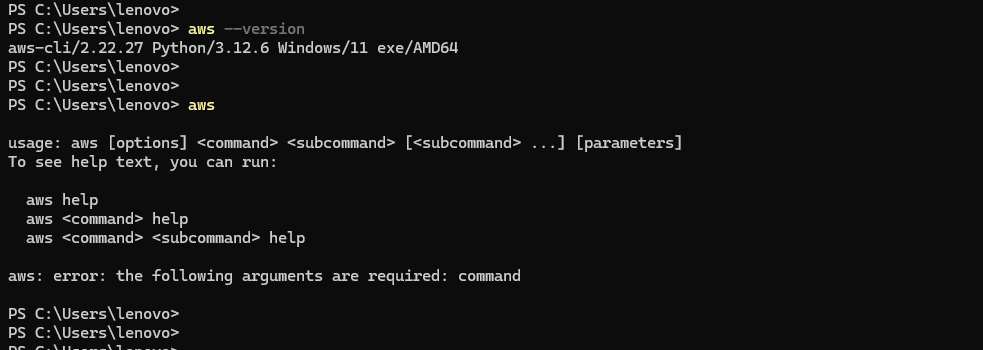 PS C:\Users\lenovo>
PS C:\Users\lenovo> aws --version
aws-cli/2.22.27 Python/3.12.6 Windows/11 exe/AMD64
PS C:\Users\lenovo>
PS C:\Users\lenovo>
PS C:\Users\lenovo> aws
usage: aws [options] <command> <subcommand> [<subcommand> ...] [parameters]
To see help text, you can run:
aws help
aws <command> help
aws <command> <subcommand> help
aws: error: the following arguments are required: command
PS C:\Users\lenovo>
PS C:\Users\lenovo>
PS C:\Users\lenovo>